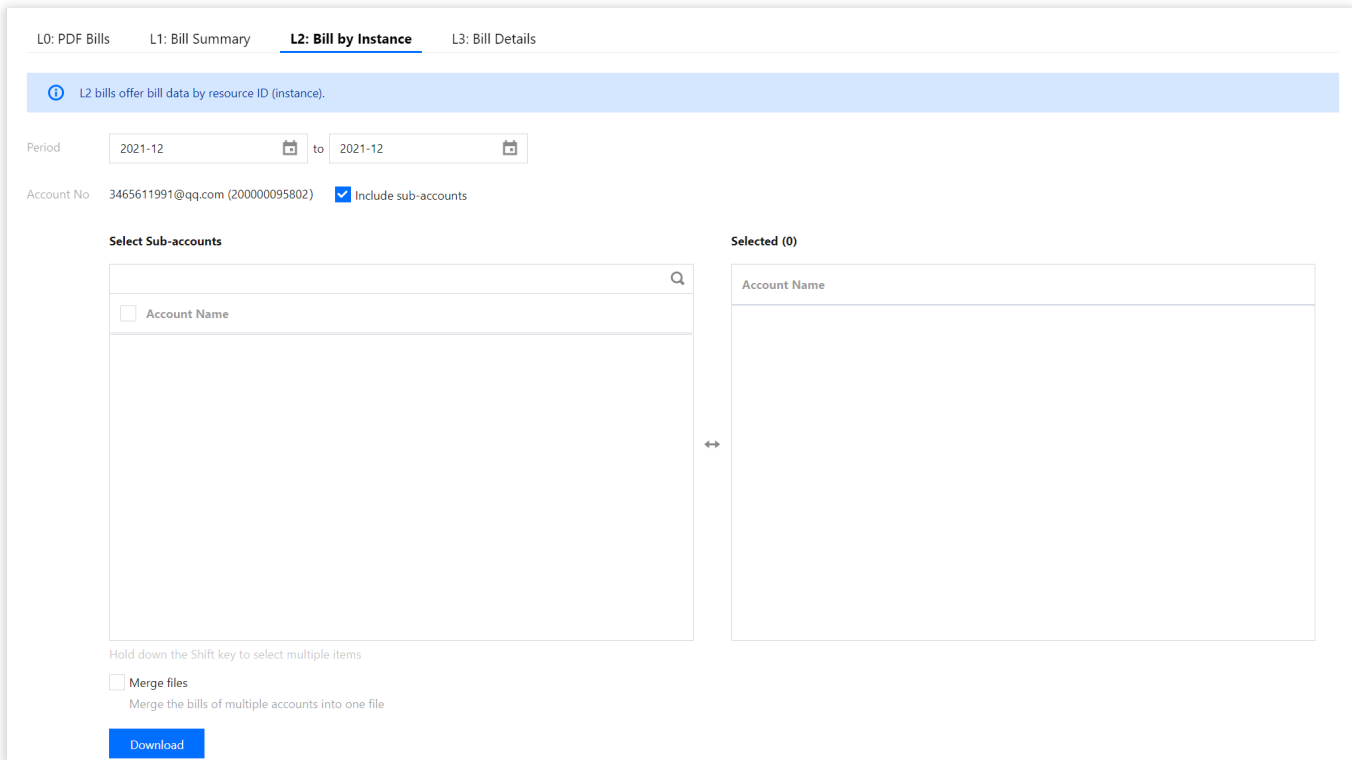 L0: PDF Bills L1: Bill Summary L2: Bill by Instance L3: Bill Details
L2 bills offer bill data by resource ID (instance).
Period 2021-12 to 2021-12
Account No 3465611991@qq.com (200000095802) Include sub-accounts
Select Sub-accounts Selected (0)
Account Name
Account Name
Hold down the Shift key to select multiple items
Merge files
Merge the bills of multiple accounts into one file
Download